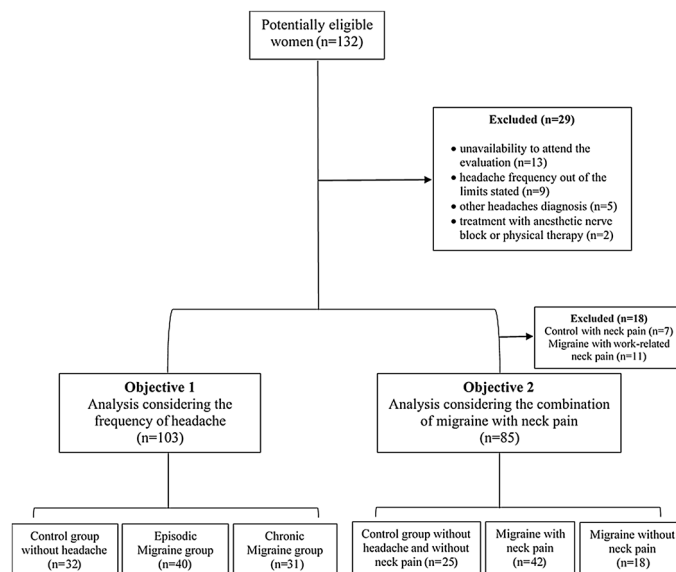 Potentially eligible
women (n=132)
Excluded (n=29)
• unavailability to attend the
evaluation (n=13)
• headache frequency out of the
limits stated (n=9)
• other headaches diagnosis (n=5)
• treatment with anesthetic nerve
block or physical therapy (n=2)
Excluded (n=18)
Control with neck pain (n=7)
Migraine with work-related
neck pain (n=11)
Objective 1
Analysis considering the
frequency of headache
(n=103)
Objective 2
Analysis considering the combination
of migraine with neck pain
(n=85)
Control group
without headache
(n=32)
Episodic
Migraine group
(n=40)
Chronic
Migraine group
(n=31)
Control group without
headache and without
neck pain (n=25)
Migraine with
neck pain
(n=42)
Migraine without
neck pain
(n=18)